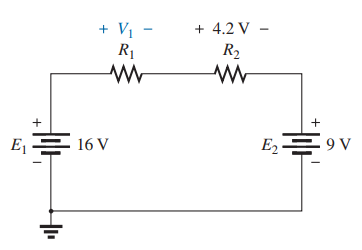 + V₁ − + 4.2 V −
R₁ R₂
+ +
E₁ 16 V E₂ 9 V
− −